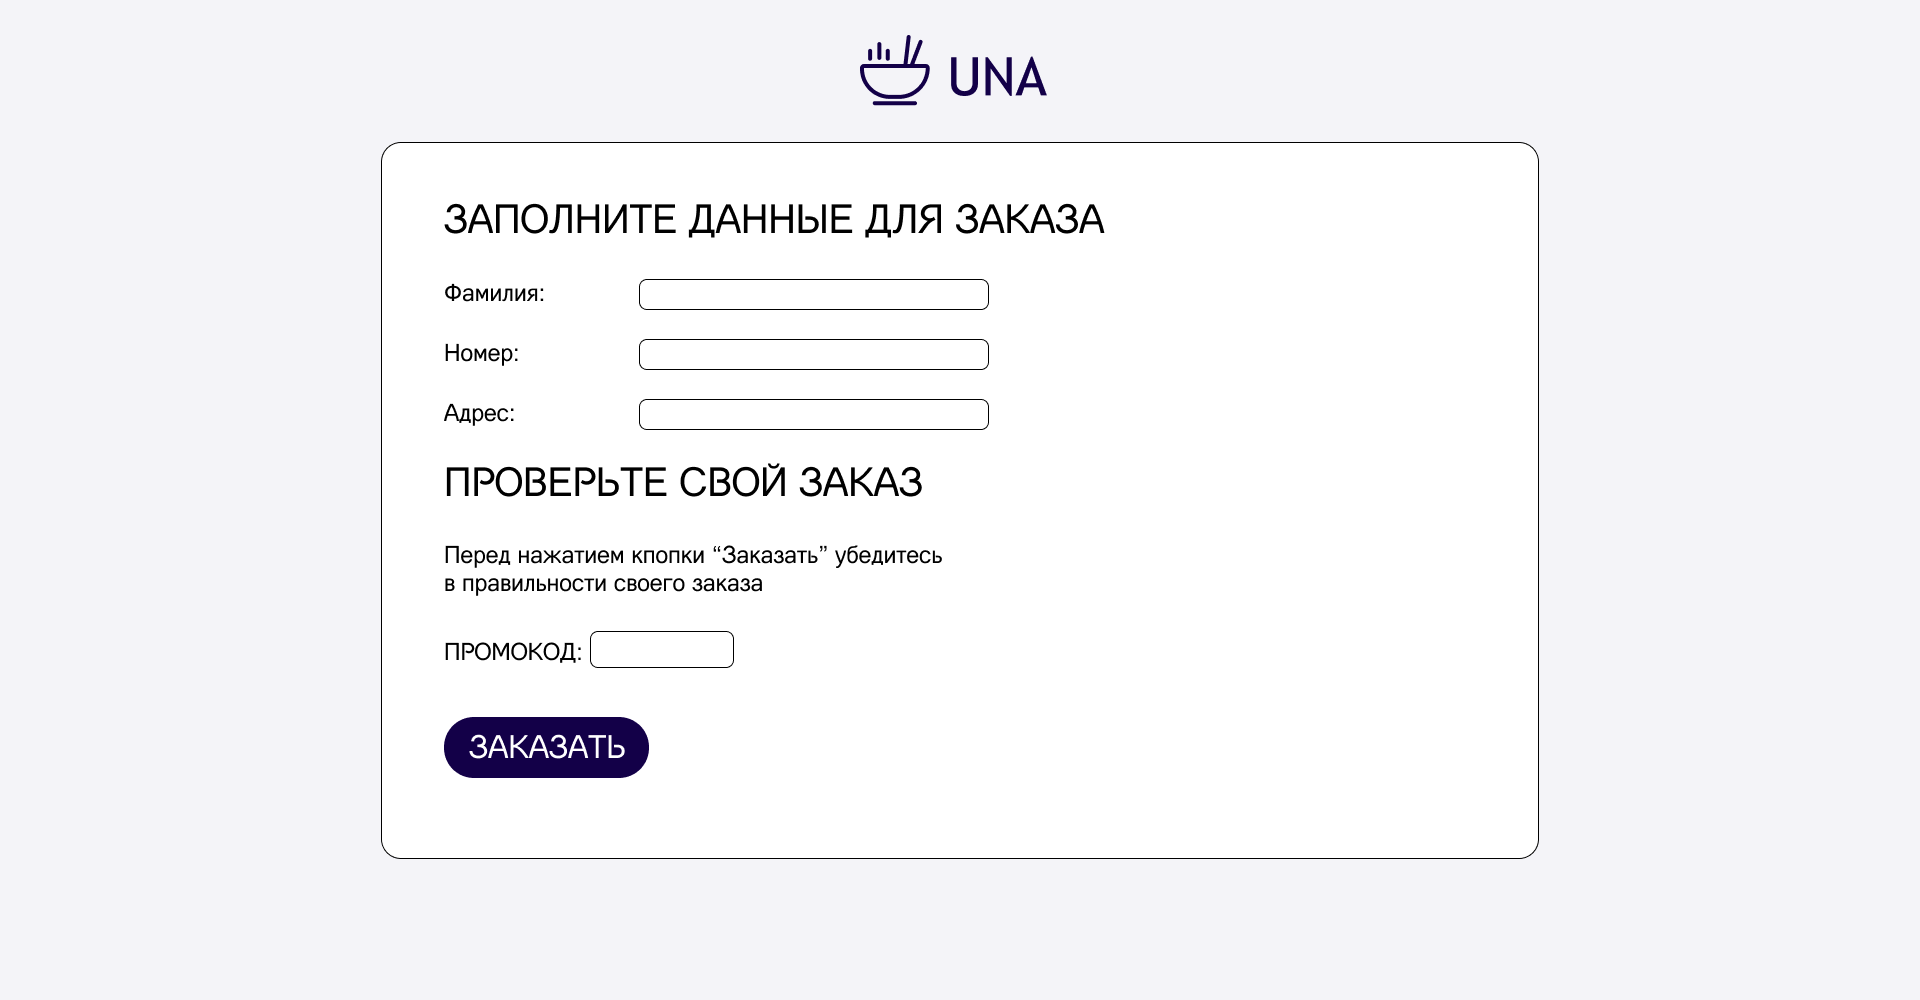 UNA
ЗАПОЛНИТЕ ДАННЫЕ ДЛЯ ЗАКАЗА
Фамилия:
Номер:
Адрес:
ПРОВЕРЬТЕ СВОЙ ЗАКАЗ
Перед нажатием кпопки “Заказать” убедитесь
в правильности своего заказа
ПРОМОКОД:
ЗАКАЗАТЬ